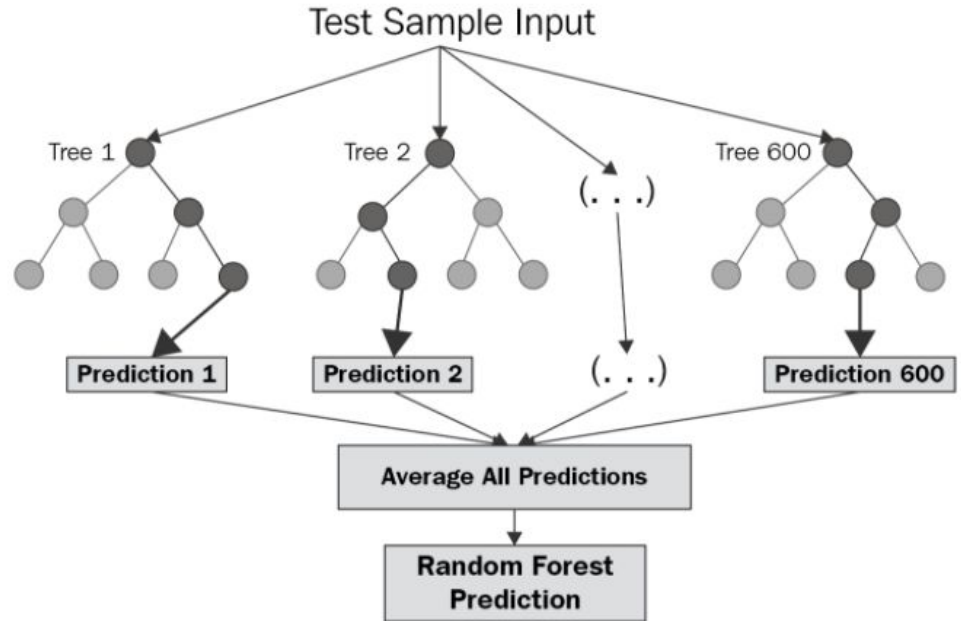 Test Sample Input
Tree 1
Tree 2
Tree 600
(. . .)
Prediction 1
Prediction 2
(. . .)
Prediction 600
Average All Predictions
Random Forest
Prediction